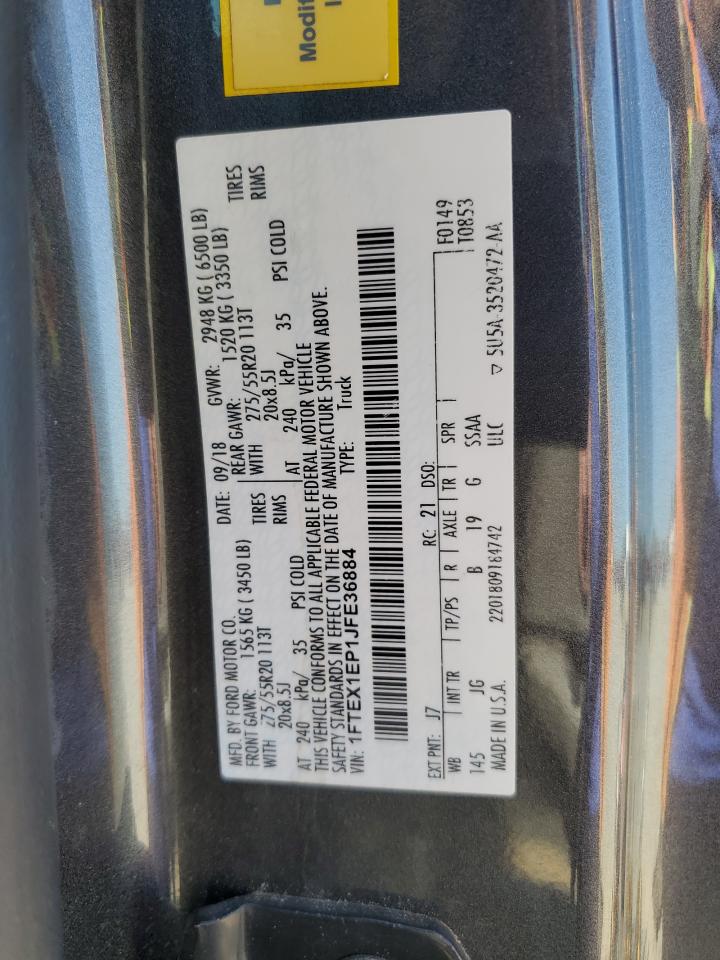 Modif
MFD. BY FORD MOTOR CO.
DATE: 09/18 GVWR: 2948 KG ( 6500 LB)
FRONT GAWR: 1565 KG ( 3450 LB) REAR GAWR: 1520 KG ( 3350 LB)
WITH 275/55R20 113T TIRES WITH 275/55R20 113T TIRES
20x8.5J RIMS 20x8.5J RIMS
AT 240 kPa/ 35 PSI COLD AT 240 kPa/ 35 PSI COLD
THIS VEHICLE CONFORMS TO ALL APPLICABLE FEDERAL MOTOR VEHICLE
SAFETY STANDARDS IN EFFECT ON THE DATE OF MANUFACTURE SHOWN ABOVE.
VIN: 1FTEX1EP1JFE36884 TYPE: Truck
EXT PNT: J7 RC: 21 DSO: F0149
WB INT TR TP/PS R AXLE TR SPR T0853
145 JG B 19 G SSAA
MADE IN U.S.A. 2201809184742 ULC ▽ 5U5A-3520472-AA